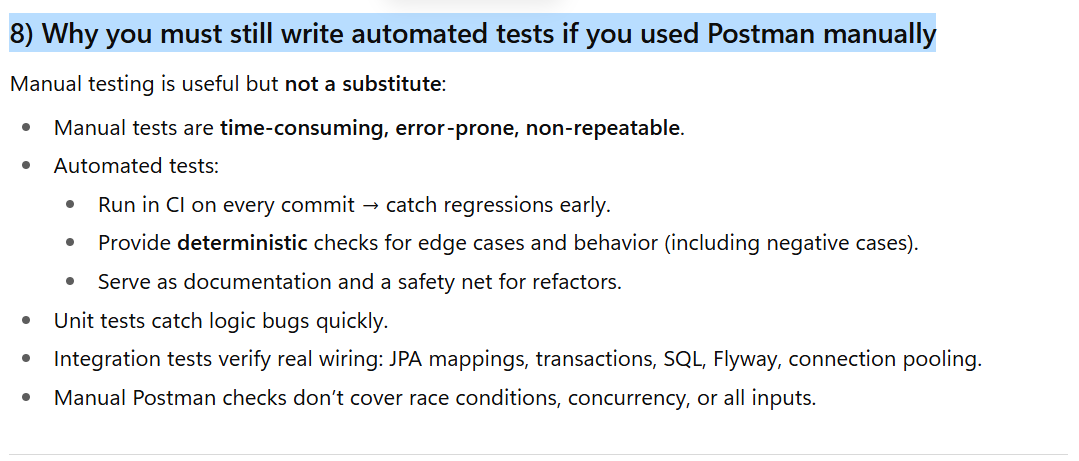 8) Why you must still write automated tests if you used Postman manually
Manual testing is useful but not a substitute:
• Manual tests are time-consuming, error-prone, non-repeatable.
• Automated tests:
• Run in CI on every commit → catch regressions early.
• Provide deterministic checks for edge cases and behavior (including negative cases).
• Serve as documentation and a safety net for refactors.
• Unit tests catch logic bugs quickly.
• Integration tests verify real wiring: JPA mappings, transactions, SQL, Flyway, connection pooling.
• Manual Postman checks don’t cover race conditions, concurrency, or all inputs.